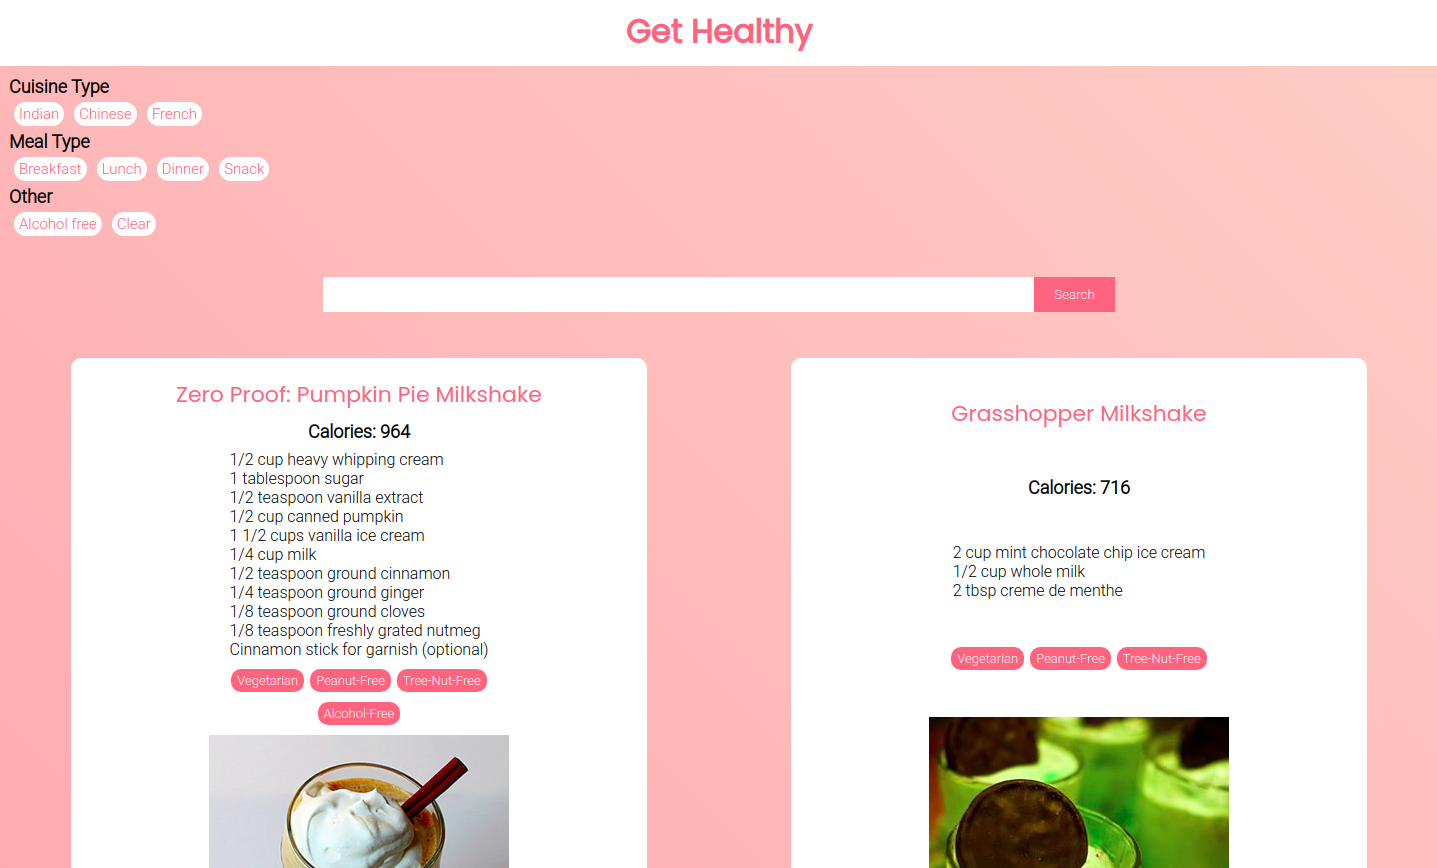 Get Healthy
Cuisine Type
Indian Chinese French
Meal Type
Breakfast Lunch Dinner Snack
Other
Alcohol free Clear
Search
Zero Proof: Pumpkin Pie Milkshake
Calories: 964
1/2 cup heavy whipping cream
1 tablespoon sugar
1/2 teaspoon vanilla extract
1/2 cup canned pumpkin
1 1/2 cups vanilla ice cream
1/4 cup milk
1/2 teaspoon ground cinnamon
1/4 teaspoon ground ginger
1/8 teaspoon ground cloves
1/8 teaspoon freshly grated nutmeg
Cinnamon stick for garnish (optional)
Vegetarian Peanut-Free Tree-Nut-Free
Alcohol-Free
Grasshopper Milkshake
Calories: 716
2 cup mint chocolate chip ice cream
1/2 cup whole milk
2 tbsp creme de menthe
Vegetarian Peanut-Free Tree-Nut-Free